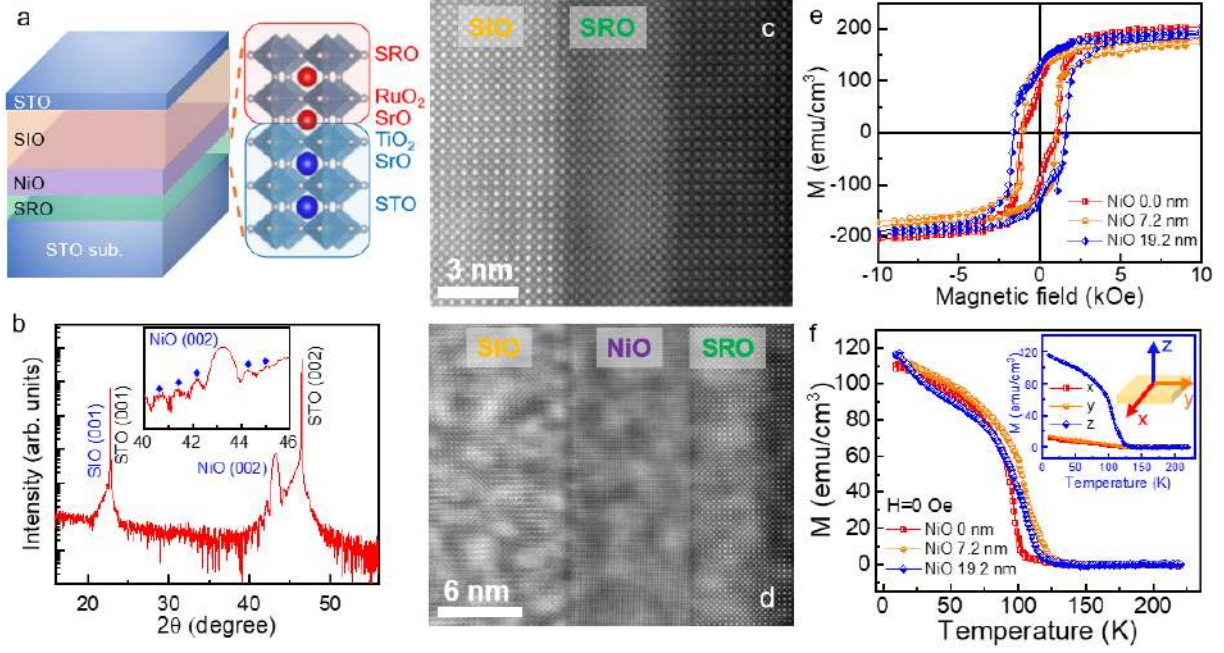 a
STO
SIO
NiO
SRO
STO sub.
SRO
RuO2
SrO
TiO2
SrO
STO
SIO
SRO
c
3 nm
e
M (emu/cm3)
200
100
0
-100
-200
NiO 0.0 nm
NiO 7.2 nm
NiO 19.2 nm
-10
-5
0
5
10
Magnetic field (kOe)
b
Intensity (arb. units)
SIO (001)
STO (001)
NiO (002)
40
42
44
46
NiO (002)
STO (002)
20
30
40
50
2θ (degree)
SIO
NiO
SRO
6 nm
d
f
M (emu/cm3)
120
100
80
60
40
20
0
H=0 Oe
NiO 0 nm
NiO 7.2 nm
NiO 19.2 nm
0
50
100
150
200
Temperature (K)
M (emu/cm3)
120
80
40
0
x
y
z
z
y
x
0
50
100
150
200
Temperature (K)